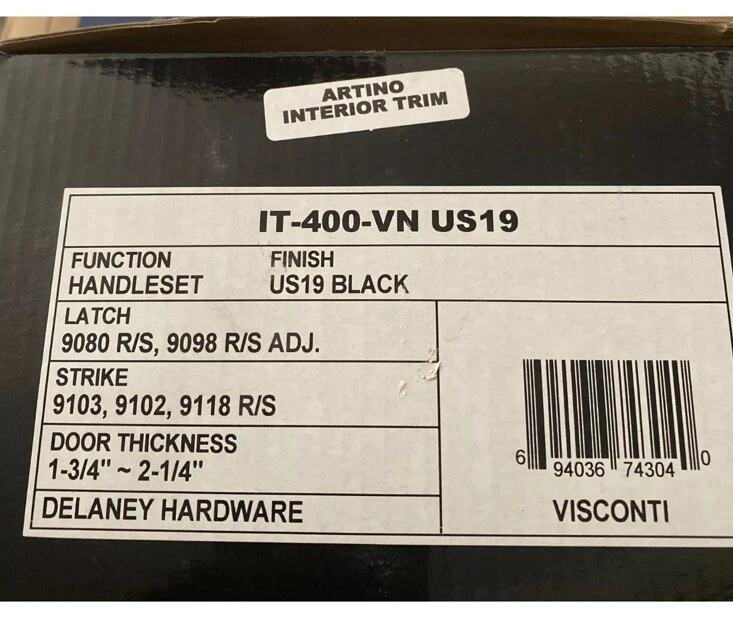 ARTINO
INTERIOR TRIM
IT-400-VN US19
FUNCTION FINISH
HANDLESET US19 BLACK
LATCH
9080 R/S, 9098 R/S ADJ.
STRIKE
9103, 9102, 9118 R/S
DOOR THICKNESS
1-3/4" ~ 2-1/4"
DELANEY HARDWARE
6 94036 74304 0
VISCONTI